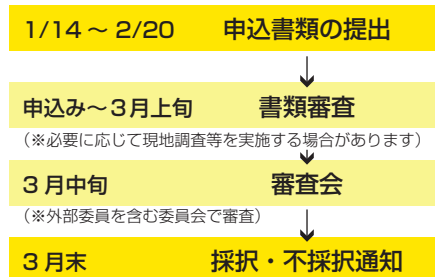 1/14～2/20 申込書類の提出
申込み～3月上旬 書類審査
（※必要に応じて現地調査等を実施する場合があります）
3月中旬 審査会
（※外部委員を含む委員会で審査）
3月末 採択・不採択通知